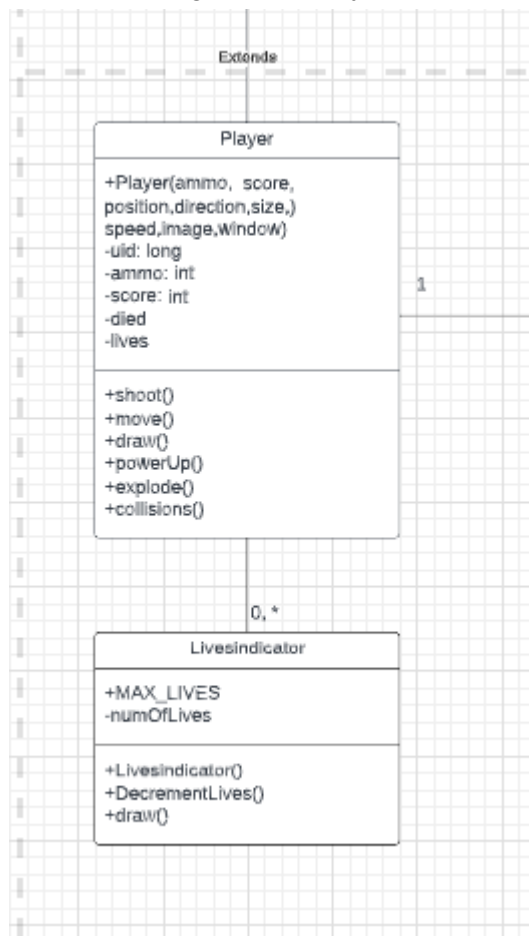 Extends
Player
+Player(ammo, score,
position,direction,size,)
speed,image,window)
-uid: long
-ammo: int
-score: int
-died
-lives
1
+shoot()
+move()
+draw()
+powerUp()
+explode()
+collisions()
0, *
Livesindicator
+MAX_LIVES
-numOfLives
+Livesindicator()
+DecrementLives()
+draw()